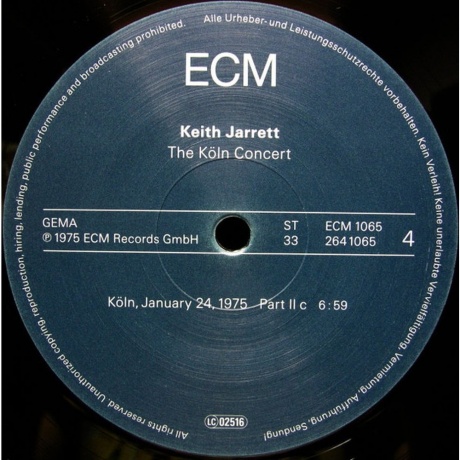 All rights reserved. Unauthorized copying, reproduction, hiring, lending, public performance and broadcasting prohibited.
Alle Urheber- und Leistungsschutzrechte vorbehalten. Kein Verleih! Keine unerlaubte Vervielfältigung, Vermietung, Aufführung, Sendung!
ECM
Keith Jarrett
The Köln Concert
GEMA ST ECM 1065
℗ 1975 ECM Records GmbH 33 264 1065 4
Köln, January 24, 1975 Part II c 6:59
LC 02516